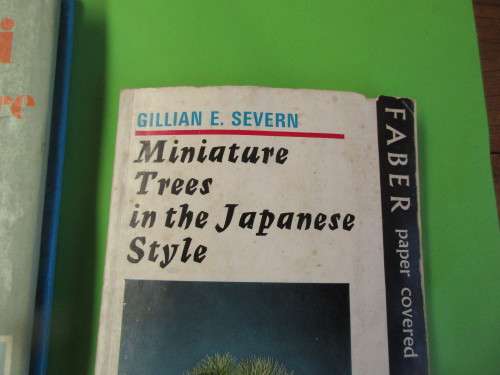 GILLIAN E. SEVERN
Miniature
Trees
in the Japanese
Style
FABER paper covered